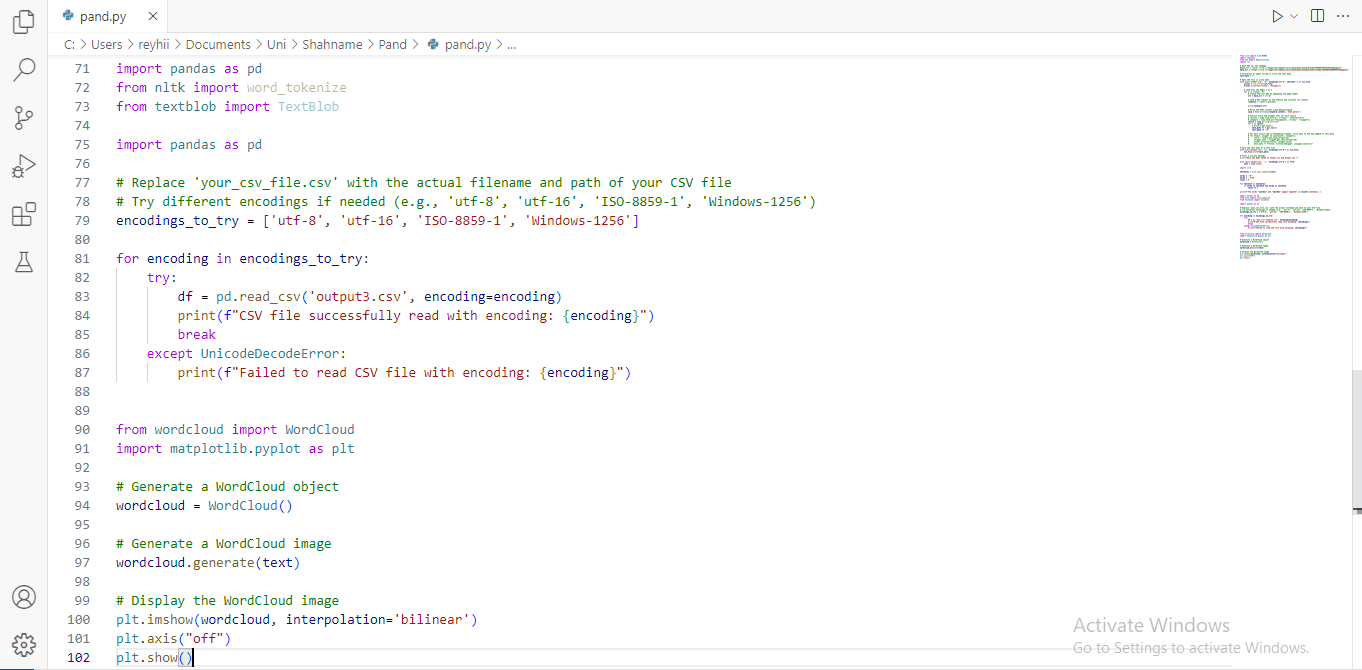 pand.py
C: > Users > reyhii > Documents > Uni > Shahname > Pand > pand.py > ...
71 import pandas as pd
72 from nltk import word_tokenize
73 from textblob import TextBlob
74
75 import pandas as pd
76
77 # Replace 'your_csv_file.csv' with the actual filename and path of your CSV file
78 # Try different encodings if needed (e.g., 'utf-8', 'utf-16', 'ISO-8859-1', 'Windows-1256')
79 encodings_to_try = ['utf-8', 'utf-16', 'ISO-8859-1', 'Windows-1256']
80
81 for encoding in encodings_to_try:
82     try:
83         df = pd.read_csv('output3.csv', encoding=encoding)
84         print(f"CSV file successfully read with encoding: {encoding}")
85         break
86     except UnicodeDecodeError:
87         print(f"Failed to read CSV file with encoding: {encoding}")
88
89
90 from wordcloud import WordCloud
91 import matplotlib.pyplot as plt
92
93 # Generate a WordCloud object
94 wordcloud = WordCloud()
95
96 # Generate a WordCloud image
97 wordcloud.generate(text)
98
99 # Display the WordCloud image
100 plt.imshow(wordcloud, interpolation='bilinear')
101 plt.axis("off")
102 plt.show()
Activate Windows
Go to Settings to activate Windows.